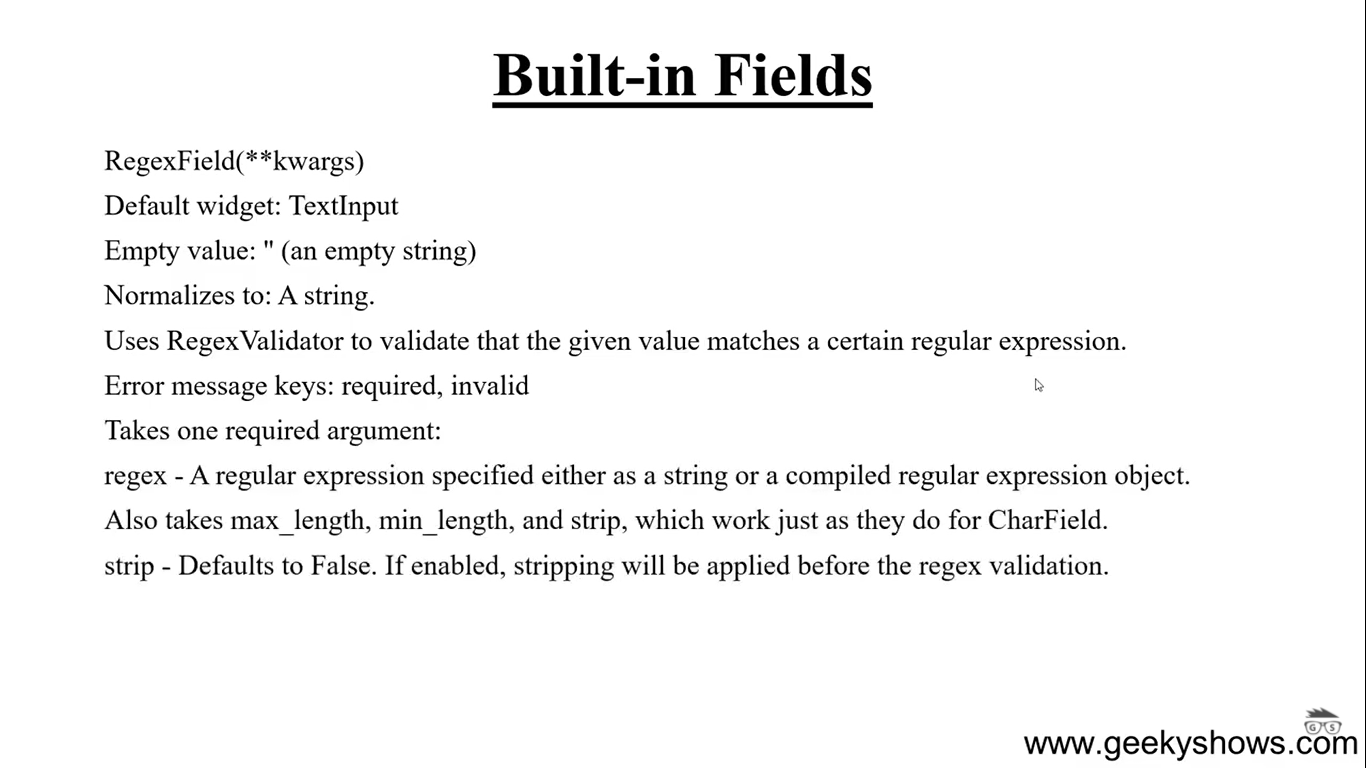 Built-in Fields
RegexField(**kwargs)
Default widget: TextInput
Empty value: '' (an empty string)
Normalizes to: A string.
Uses RegexValidator to validate that the given value matches a certain regular expression.
Error message keys: required, invalid
Takes one required argument:
regex - A regular expression specified either as a string or a compiled regular expression object.
Also takes max_length, min_length, and strip, which work just as they do for CharField.
strip - Defaults to False. If enabled, stripping will be applied before the regex validation.
G S
www.geekyshows.com